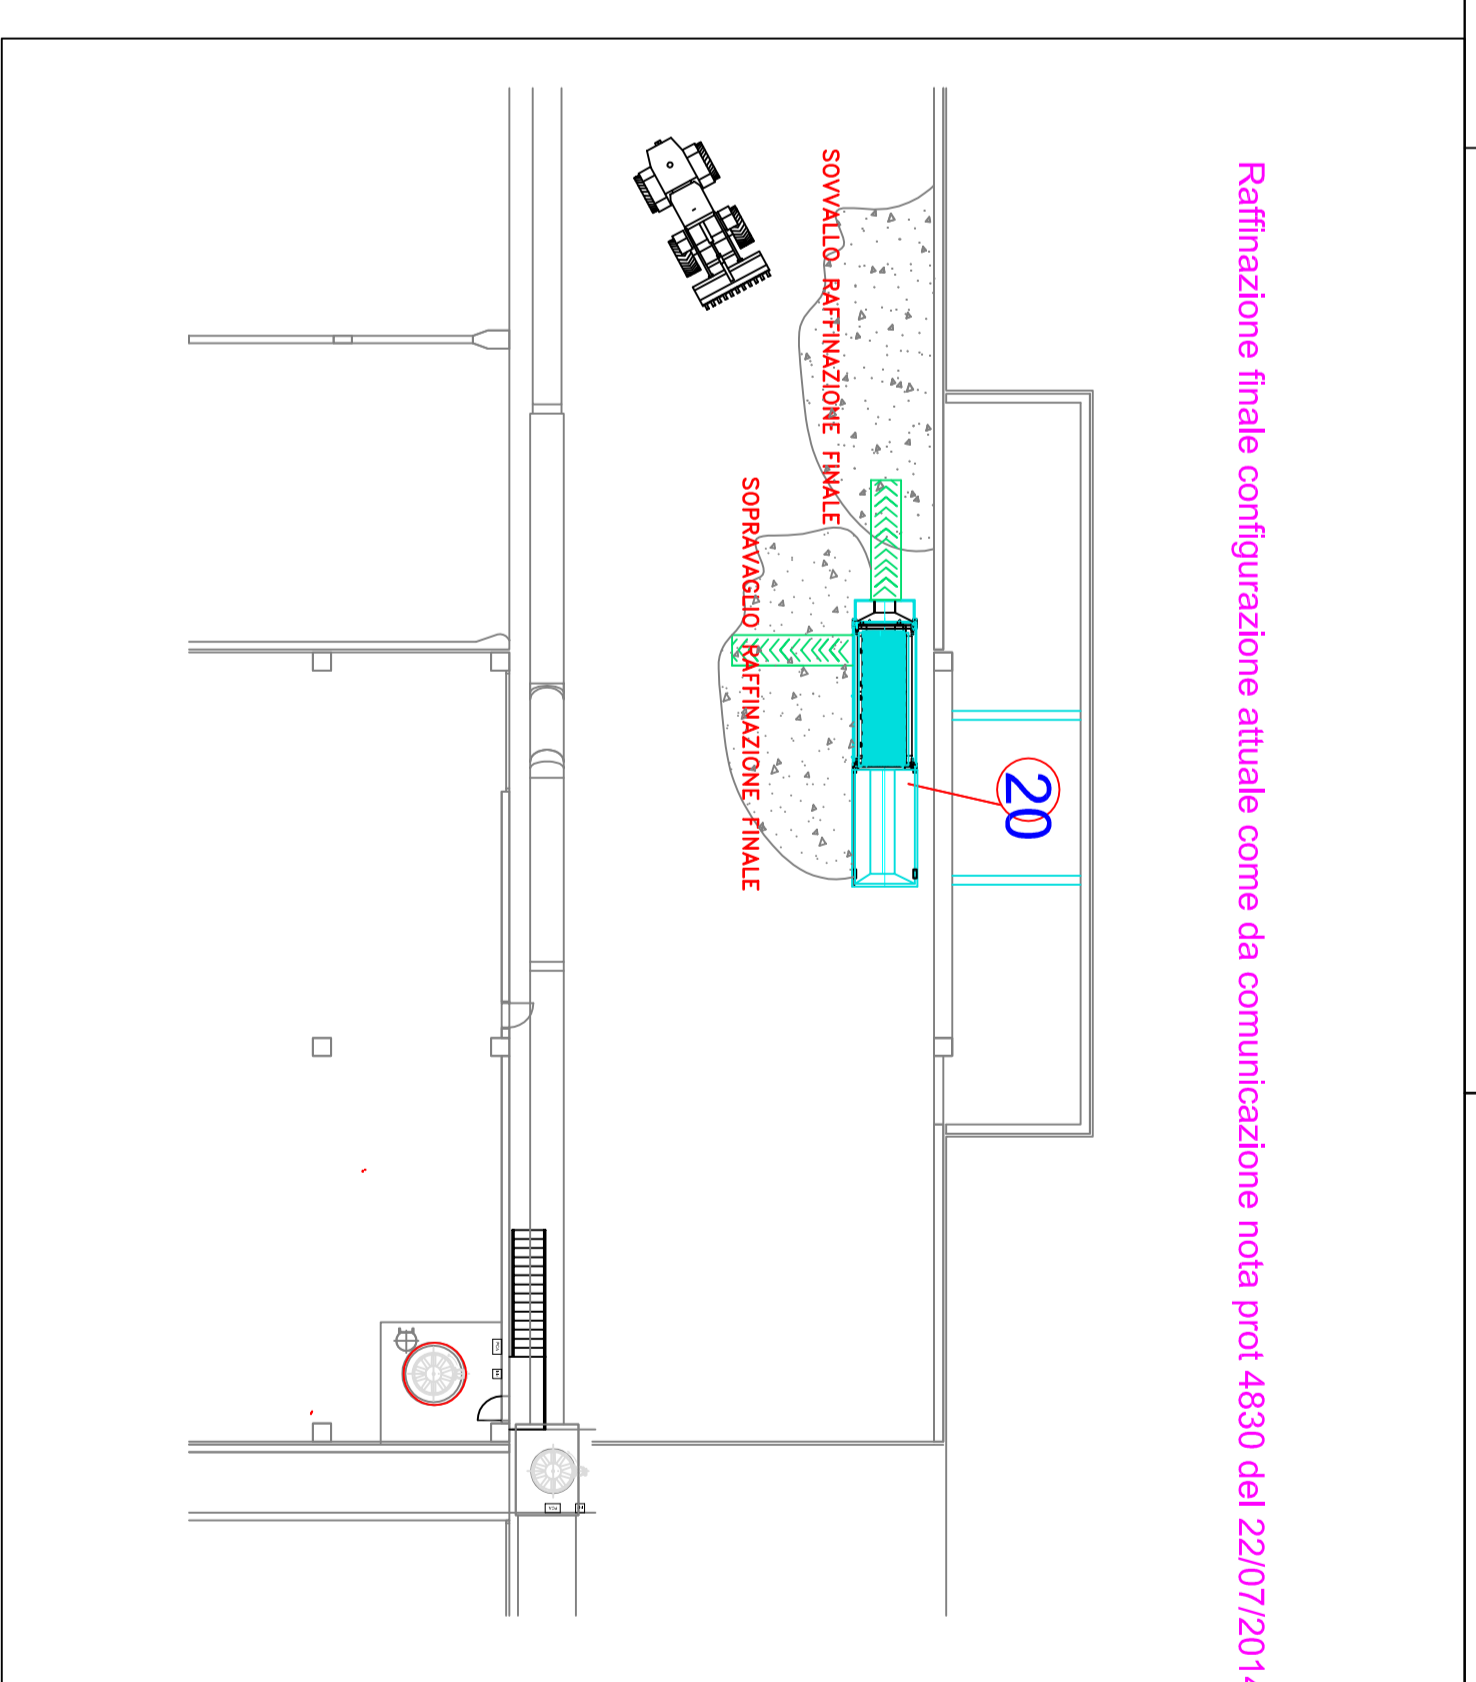 Raffinazione finale configurazione attuale come da comunicazione nota prot 4830 del 22/07/2014
20
SOVVALLO RAFFINAZIONE FINALE
SOPRAVAGLIO RAFFINAZIONE FINALE